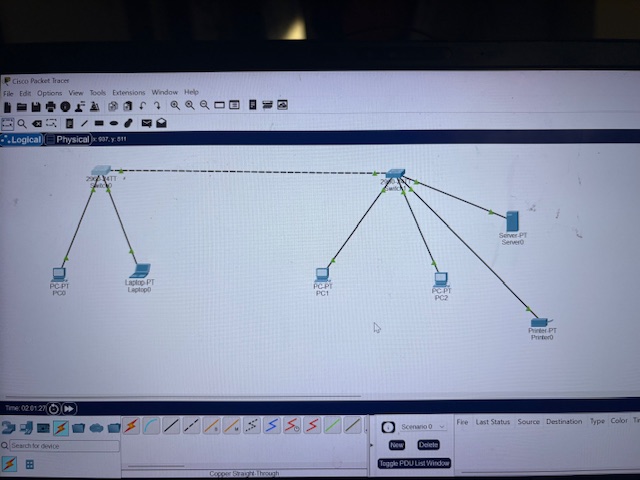 Cisco Packet Tracer
File Edit Options View Tools Extensions Window Help
Logical Physical x: 607, y: 511
PC-PT
PC0
Laptop-PT
Laptop0
PC-PT
PC1
PC-PT
PC2
Server-PT
Server0
Printer-PT
Printer0
Time: 02:01:27
Scenario 0
Fire Last Status Source Destination Type Color
New Delete
Search for device
Toggle PDU List Window
Copper Straight-Through